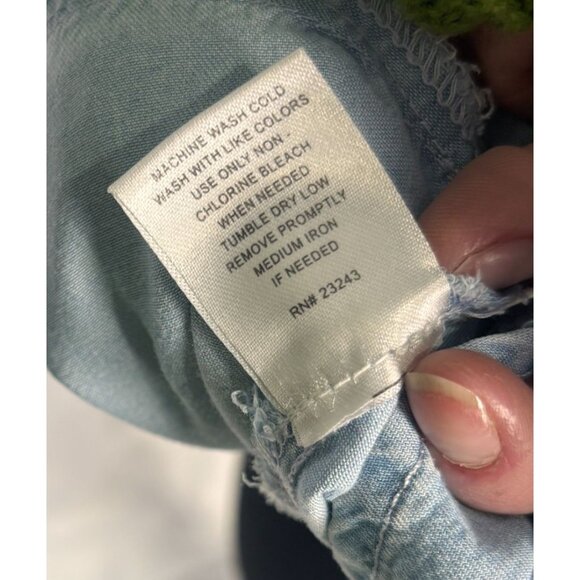 MACHINE WASH COLD
WASH WITH LIKE COLORS
USE ONLY NON -
CHLORINE BLEACH
WHEN NEEDED
TUMBLE DRY LOW
REMOVE PROMPTLY
MEDIUM IRON
IF NEEDED
RN# 23243